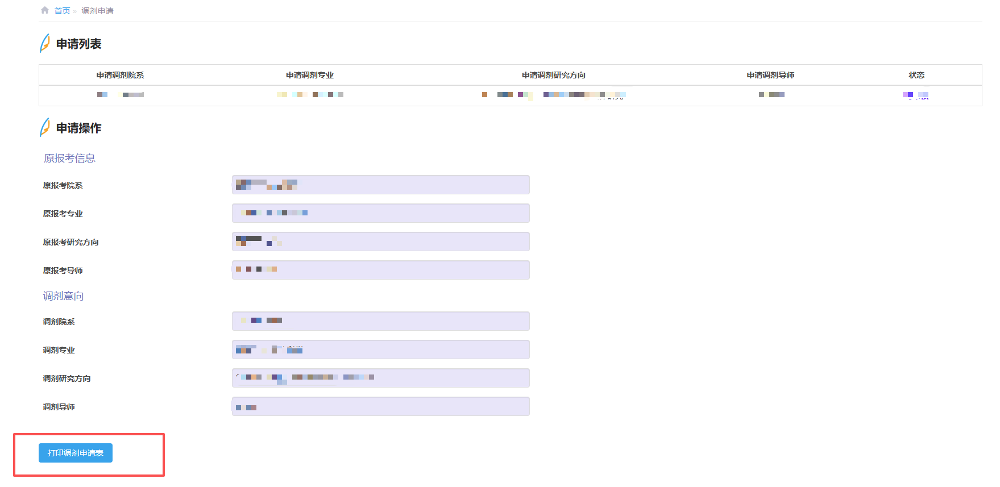 首页 » 调剂申请
申请列表
申请调剂院系 申请调剂专业 申请调剂研究方向 申请调剂导师 状态
申请操作
原报考信息
原报考院系
原报考专业
原报考研究方向
原报考导师
调剂意向
调剂院系
调剂专业
调剂研究方向
调剂导师
打印调剂申请表